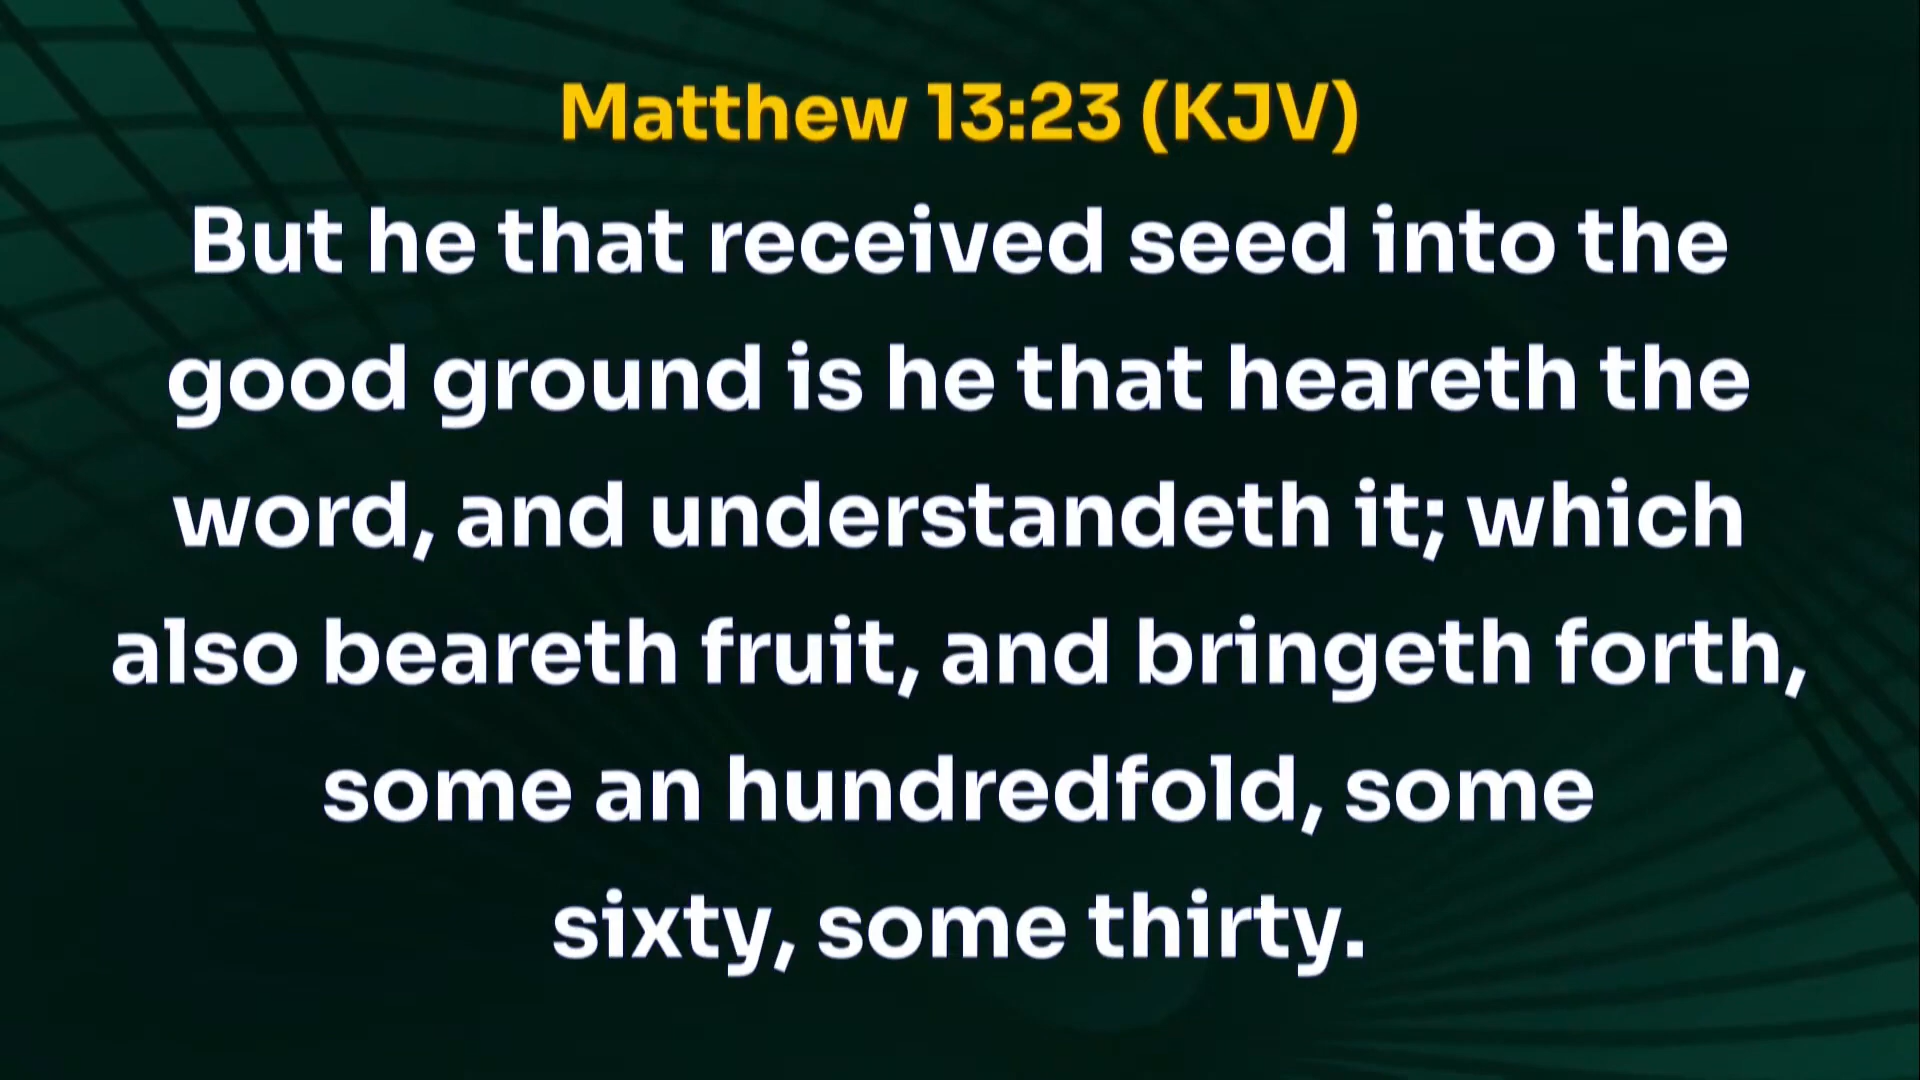 Matthew 13:23 (KJV)
But he that received seed into the
good ground is he that heareth the
word, and understandeth it; which
also beareth fruit, and bringeth forth,
some an hundredfold, some
sixty, some thirty.